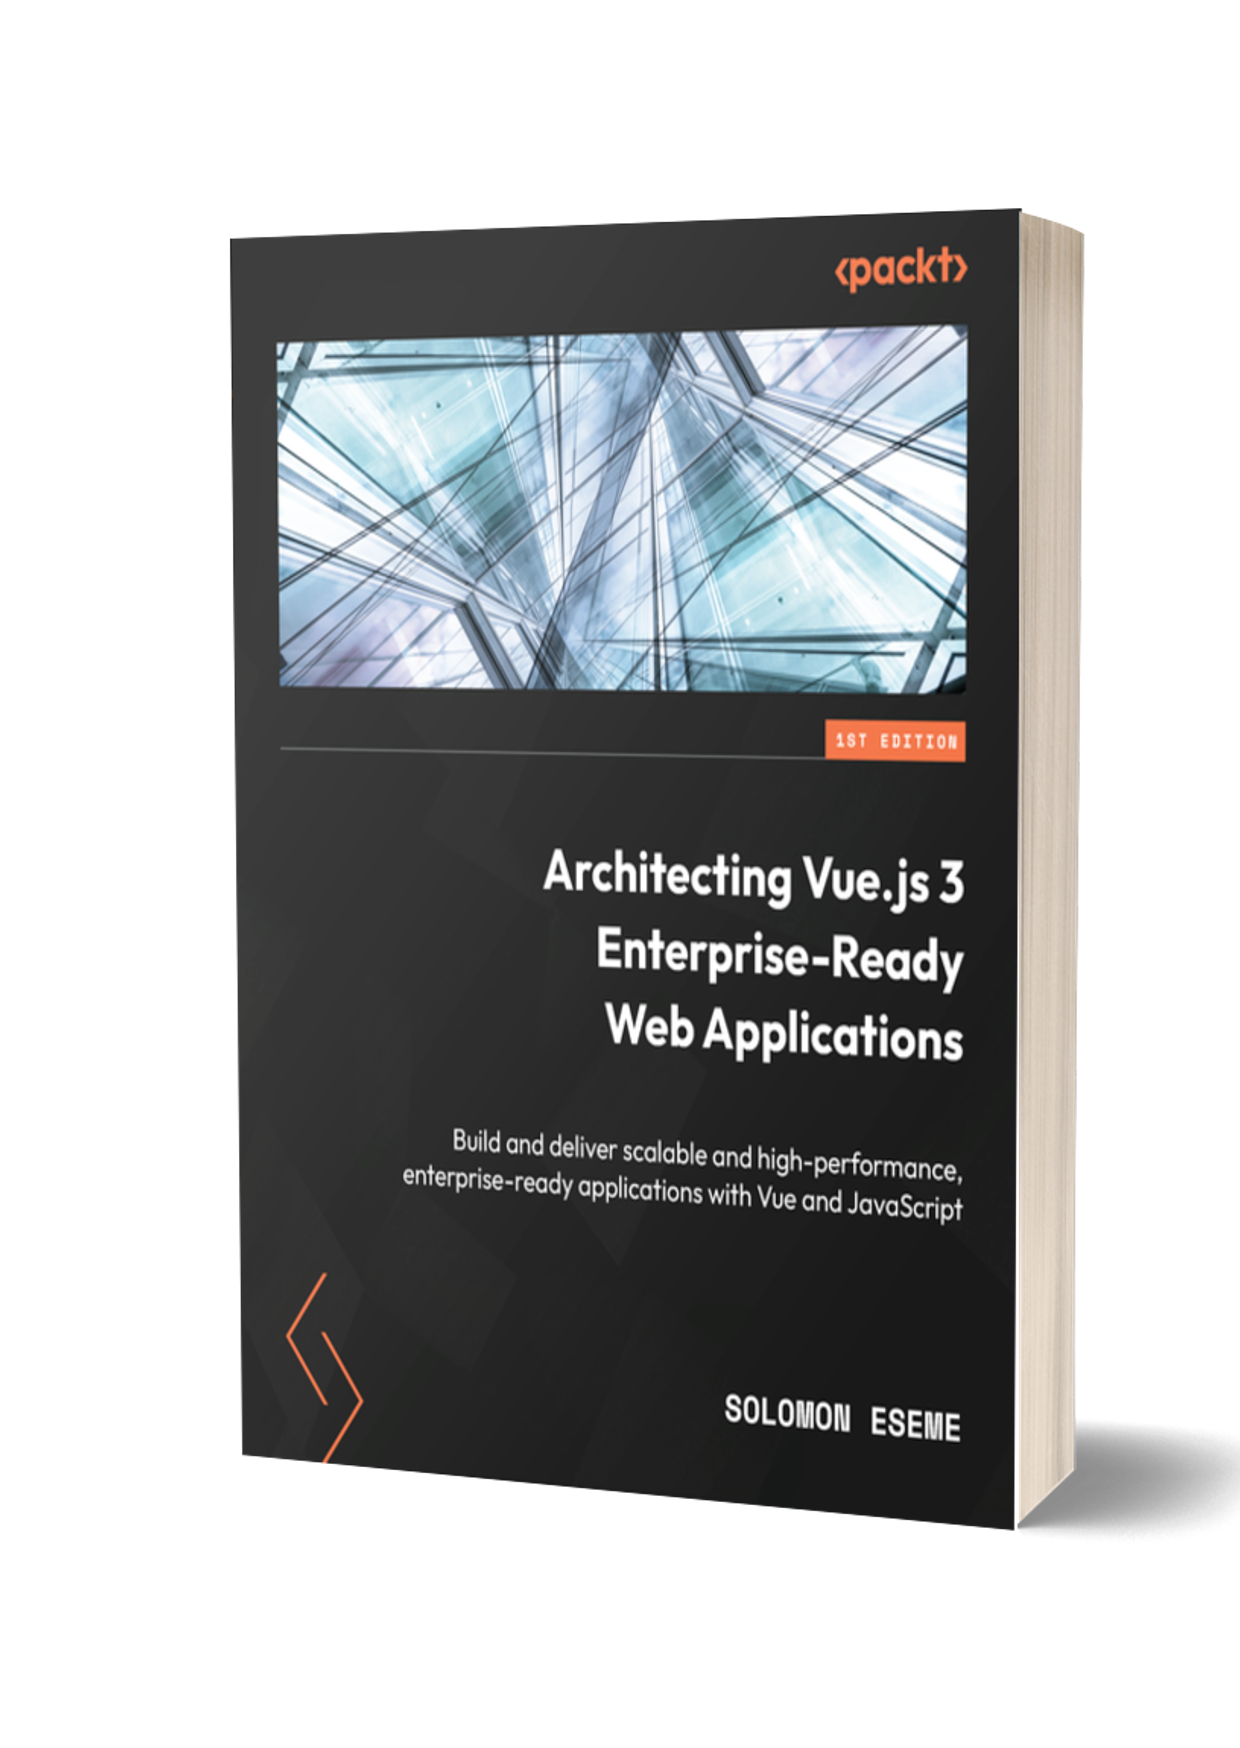 <packt>
1ST EDITION
Architecting Vue.js 3
Enterprise-Ready
Web Applications
Build and deliver scalable and high-performance,
enterprise-ready applications with Vue and JavaScript
SOLOMON ESEME